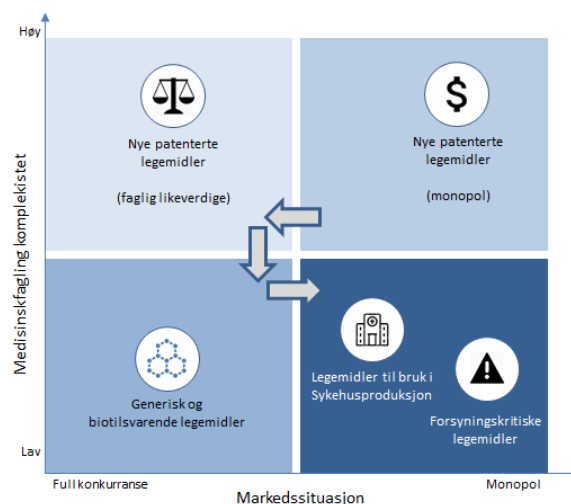 Høy
Nye patenterte
legemidler
(faglig likeverdige)
$
Nye patenterte
legemidler
(monopol)
Medisinskfagling komplekistet
Generisk og
biotilsvarende legemidler
Legemidler til bruk i
Sykehusproduksjon
Forsyningskritiske
legemidler
Lav
Full konkurranse
Monopol
Markedssituasjon